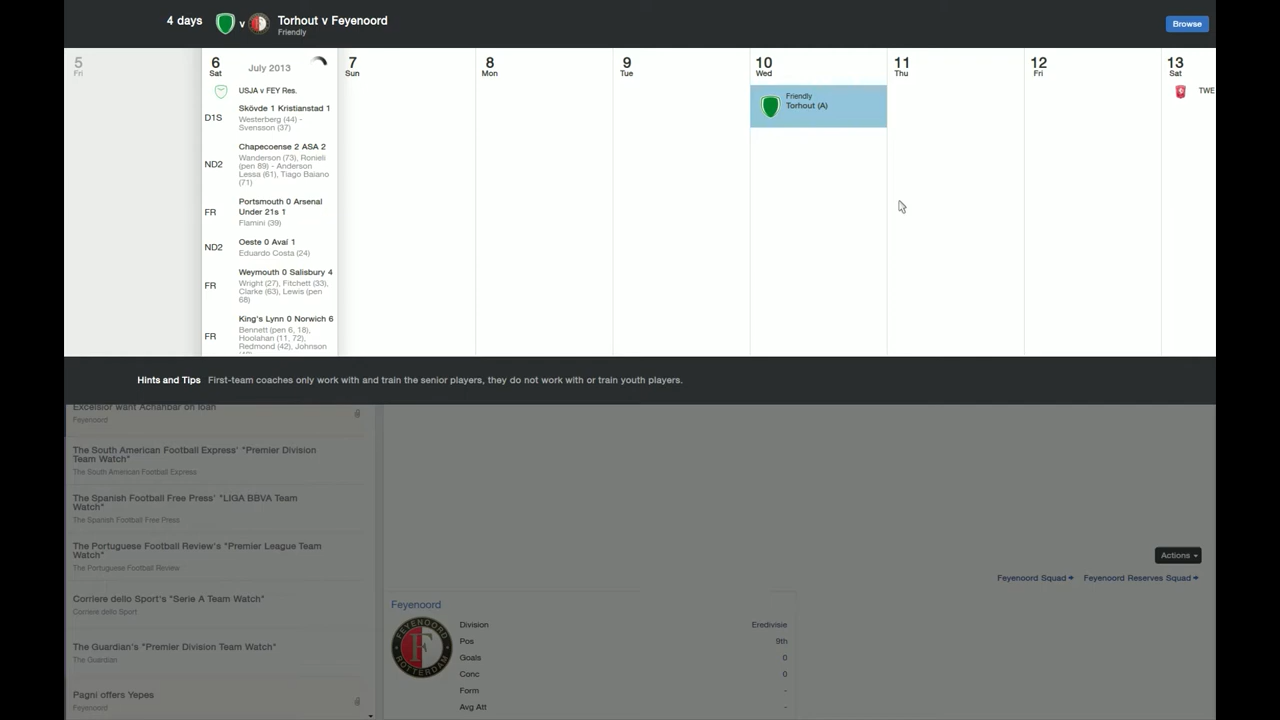 4 days
v
Torhout v Feyenoord
Friendly
Browse
5
Fri
6
Sat
July 2013
7
Sun
8
Mon
9
Tue
10
Wed
11
Thu
12
Fri
13
Sat
USJA v FEY Res.
D1S
Skövde 1 Kristianstad 1
Westerberg (44) -
Svensson (37)
ND2
Chapecoense 2 ASA 2
Wanderson (73), Ronieli
(pen 89) - Anderson
Lessa (61), Tiago Baiano
(71)
FR
Portsmouth 0 Arsenal
Under 21s 1
Flamini (39)
ND2
Oeste 0 Avaí 1
Eduardo Costa (24)
FR
Weymouth 0 Salisbury 4
Wright (27), Fitchett (33),
Clarke (63), Lewis (pen
68)
FR
King's Lynn 0 Norwich 6
Bennett (pen 6, 18),
Hoolahan (11, 72),
Redmond (42), Johnson
Friendly
Torhout (A)
TWE
Hints and Tips First-team coaches only work with and train the senior players, they do not work with or train youth players.
Excelsior want Achahbar on loan
Feyenoord
The South American Football Express' "Premier Division
Team Watch"
The South American Football Express
The Spanish Football Free Press' "LIGA BBVA Team
Watch"
The Spanish Football Free Press
The Portuguese Football Review's "Premier League Team
Watch"
The Portuguese Football Review
Corriere dello Sport's "Serie A Team Watch"
Corriere dello Sport
The Guardian's "Premier Division Team Watch"
The Guardian
Pagni offers Yepes
Feyenoord
Actions
Feyenoord Squad
Feyenoord Reserves Squad
Feyenoord
FEYENOORD
ROTTERDAM
Division Eredivisie
Pos 9th
Goals 0
Conc 0
Form -
Avg Att -